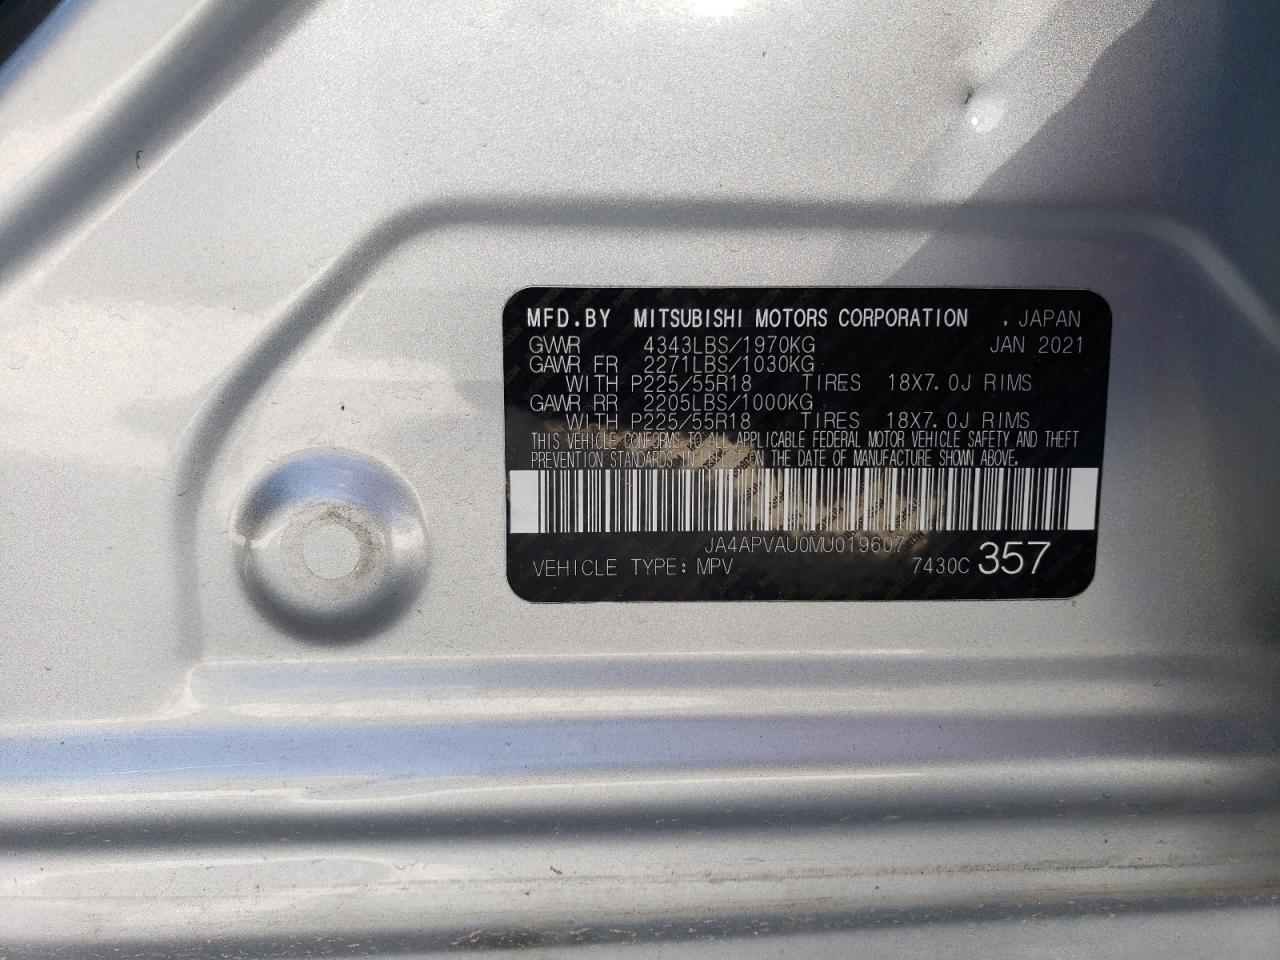 MFD.BY MITSUBISHI MOTORS CORPORATION , JAPAN
GVWR 4343LBS/1970KG JAN 2021
GAWR FR 2271LBS/1030KG
WITH P225/55R18 TIRES 18X7.0J RIMS
GAWR RR 2205LBS/1000KG
WITH P225/55R18 TIRES 18X7.0J RIMS
THIS VEHICLE CONFORMS TO ALL APPLICABLE FEDERAL MOTOR VEHICLE SAFETY AND THEFT
PREVENTION STANDARDS IN EFFECT ON THE DATE OF MANUFACTURE SHOWN ABOVE.
JA4APVAU0MU019607
VEHICLE TYPE: MPV 7430C 357